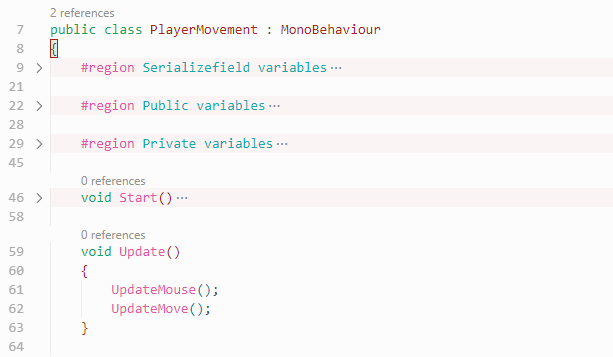 2 references
7 public class PlayerMovement : MonoBehaviour
8 {
9 #region Serializefield variables ···
21
22 #region Public variables ···
28
29 #region Private variables ···
45
0 references
46 void Start() ···
58
0 references
59 void Update()
60 {
61 UpdateMouse();
62 UpdateMove();
63 }
64